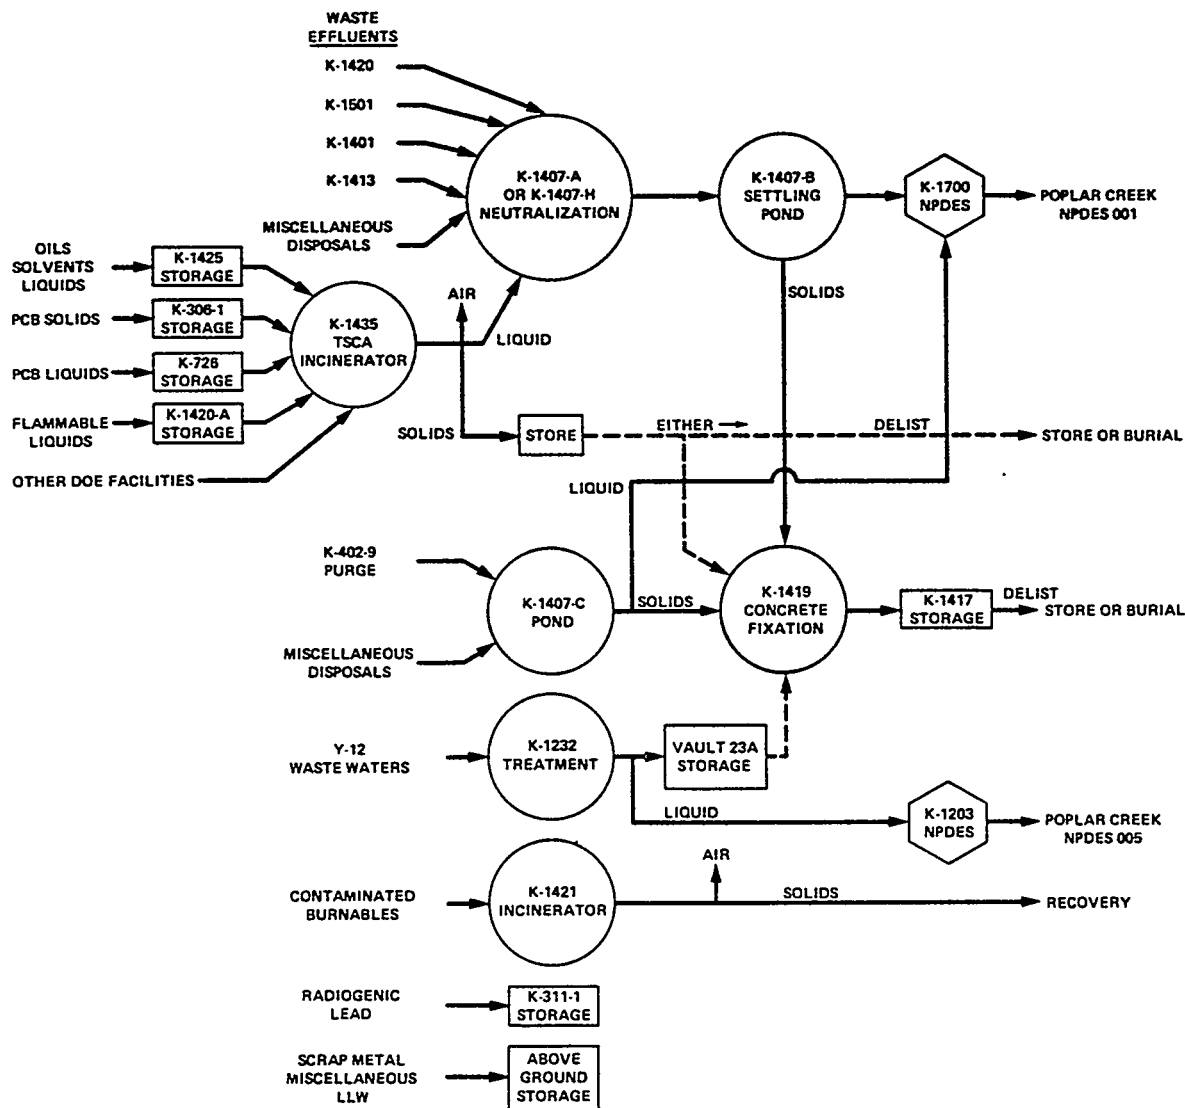 WASTE
EFFLUENTS
K-1420
K-1501
K-1401
K-1413
MISCELLANEOUS
DISPOSALS
K-1407-A
OR K-1407-H
NEUTRALIZATION
K-1407-B
SETTLING
POND
K-1700
NPDES
POPLAR CREEK
NPDES 001
OILS
SOLVENTS
LIQUIDS
K-1425
STORAGE
PCB SOLIDS
K-306-1
STORAGE
PCB LIQUIDS
K-726
STORAGE
FLAMMABLE
LIQUIDS
K-1420-A
STORAGE
OTHER DOE FACILITIES
K-1435
TSCA
INCINERATOR
AIR
LIQUID
SOLIDS
SOLIDS
STORE
EITHER
DELIST
STORE OR BURIAL
LIQUID
K-402-9
PURGE
MISCELLANEOUS
DISPOSALS
K-1407-C
POND
SOLIDS
K-1419
CONCRETE
FIXATION
K-1417
STORAGE
DELIST
STORE OR BURIAL
Y-12
WASTE WATERS
K-1232
TREATMENT
VAULT 23A
STORAGE
LIQUID
K-1203
NPDES
POPLAR CREEK
NPDES 005
CONTAMINATED
BURNABLES
K-1421
INCINERATOR
AIR
SOLIDS
RECOVERY
RADIOGENIC
LEAD
K-311-1
STORAGE
SCRAP METAL
MISCELLANEOUS
LLW
ABOVE
GROUND
STORAGE